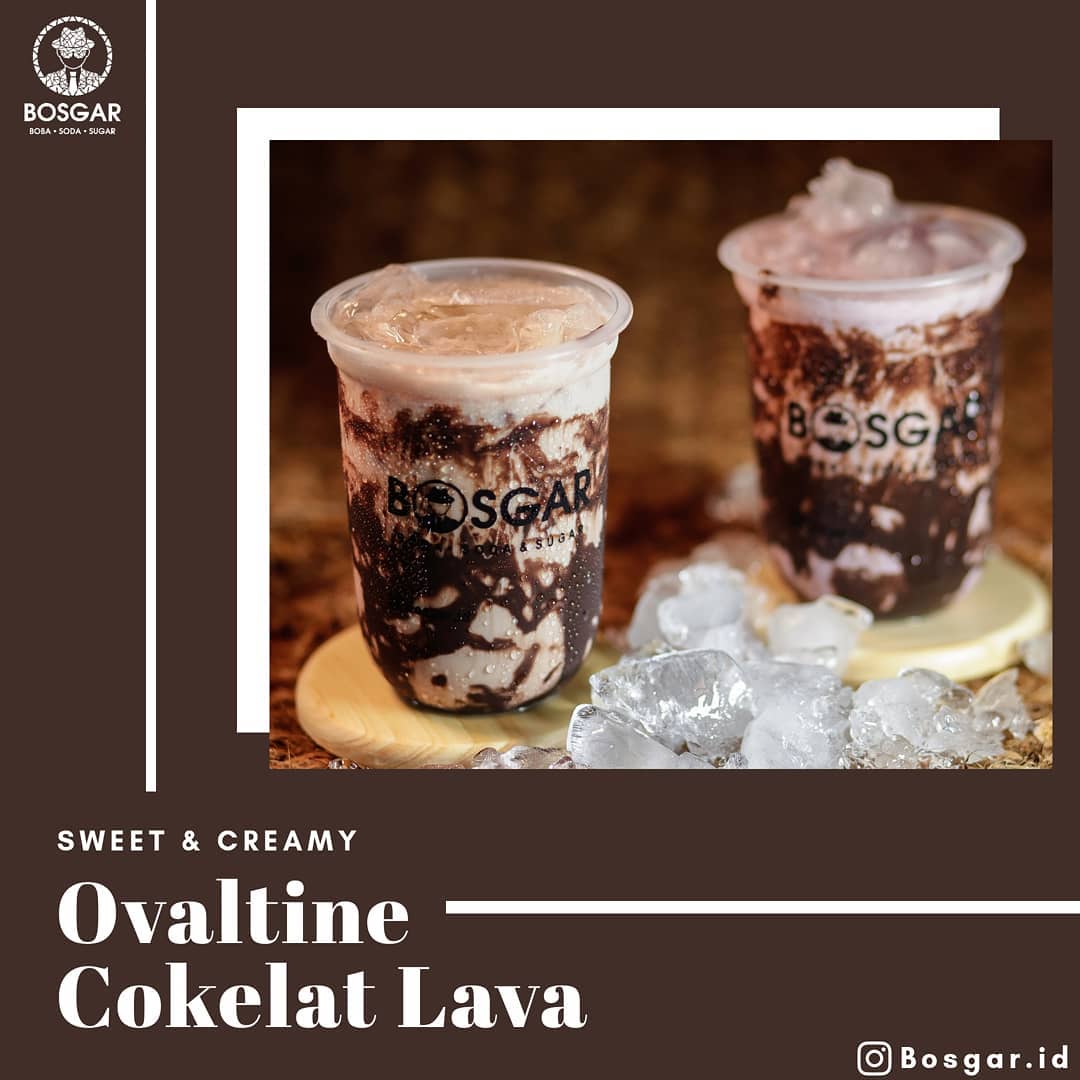 BOSGAR
BOBA • SODA • SUGAR
BOSGAR
SODA & SUGAR
BOSGAR
SWEET & CREAMY
Ovaltine
Cokelat Lava
Bosgar.id